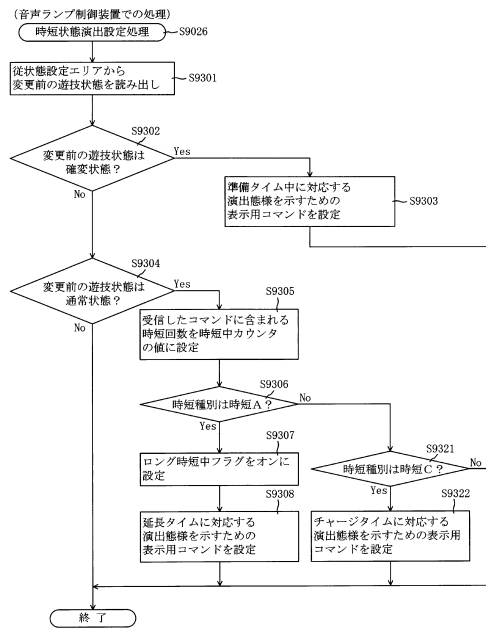 (音声ランプ制御装置での処理)
時短状態演出設定処理
S9026
従状態設定エリアから
変更前の遊技状態を読み出し
S9301
S9302
変更前の遊技状態は
確変状態？
Yes
No
準備タイム中に対応する
演出態様を示すための
表示用コマンドを設定
S9303
S9304
変更前の遊技状態は
通常状態？
Yes
No
S9305
受信したコマンドに含まれる
時短回数を時短中カウンタ
の値に設定
S9306
時短種別は時短A？
No
Yes
S9307
ロング時短中フラグをオンに
設定
S9321
時短種別は時短C？
No
Yes
S9308
延長タイムに対応する
演出態様を示すための
表示用コマンドを設定
S9322
チャージタイムに対応する
演出態様を示すための表示用
コマンドを設定
終了